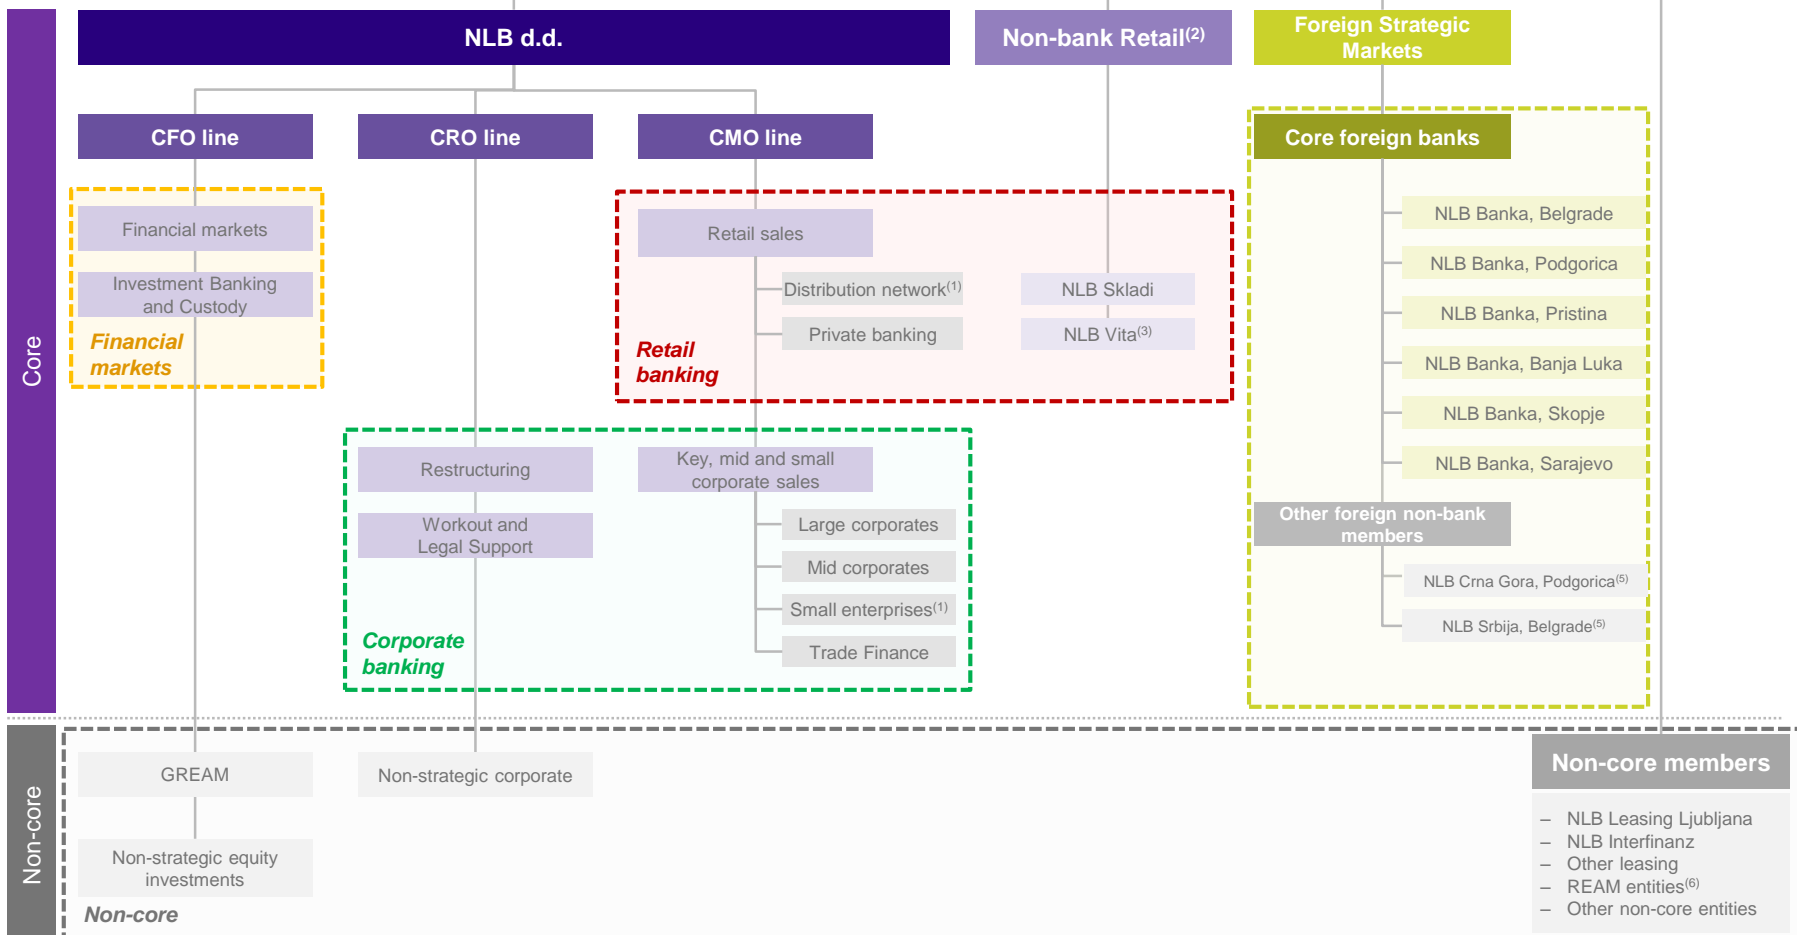 NLB d.d.
Non-bank Retail(2)
Foreign Strategic
Markets
CFO line
CRO line
CMO line
Core foreign banks
Core
Financial markets
Investment Banking
and Custody
Financial
markets
Retail sales
Distribution network(1)
Private banking
NLB Skladi
NLB Vita(3)
Retail
banking
NLB Banka, Belgrade
NLB Banka, Podgorica
NLB Banka, Pristina
NLB Banka, Banja Luka
NLB Banka, Skopje
NLB Banka, Sarajevo
Restructuring
Workout and
Legal Support
Key, mid and small
corporate sales
Large corporates
Mid corporates
Small enterprises(1)
Trade Finance
Corporate
banking
Other foreign non-bank
members
NLB Crna Gora, Podgorica(5)
NLB Srbija, Belgrade(5)
Non-core
GREAM
Non-strategic corporate
Non-strategic equity
investments
Non-core
Non-core members
– NLB Leasing Ljubljana
– NLB Interfinanz
– Other leasing
– REAM entities(6)
– Other non-core entities